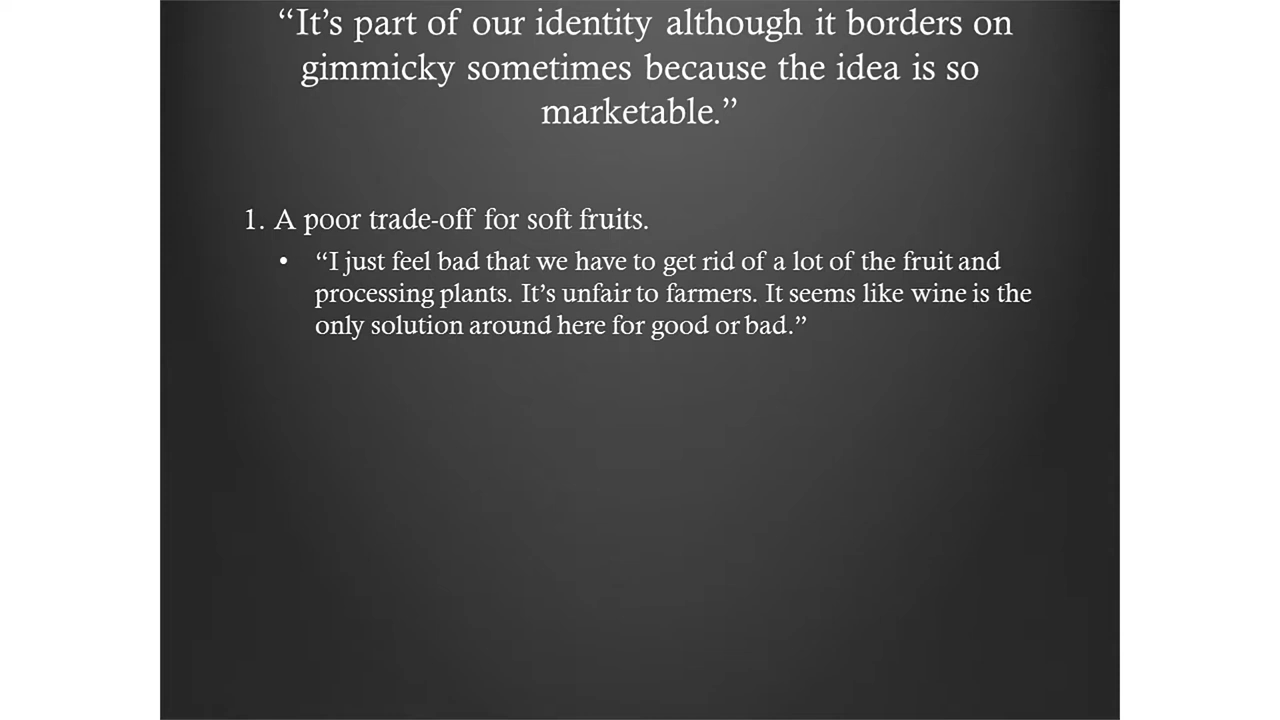 “It’s part of our identity although it borders on
gimmicky sometimes because the idea is so
marketable.”
1. A poor trade-off for soft fruits.
• “I just feel bad that we have to get rid of a lot of the fruit and
processing plants. It’s unfair to farmers. It seems like wine is the
only solution around here for good or bad.”